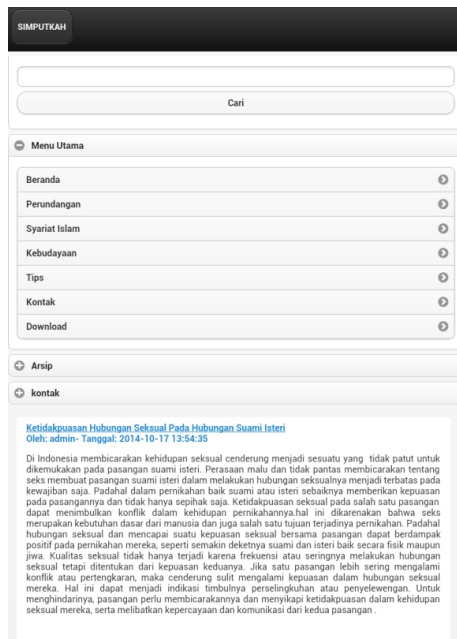 SIMPUTKAH
Cari
Menu Utama
Beranda
Perundangan
Syariat Islam
Kebudayaan
Tips
Kontak
Download
Arsip
kontak
Ketidakpuasan Hubungan Seksual Pada Hubungan Suami Isteri
Oleh: admin- Tanggal: 2014-10-17 13:54:35
Di Indonesia membicarakan kehidupan seksual cenderung menjadi sesuatu yang tidak patut untuk
dikemukakan pada pasangan suami isteri. Perasaan malu dan tidak pantas membicarakan tentang
seks membuat pasangan suami isteri dalam melakukan hubungan seksualnya menjadi terbatas pada
kewajiban saja. Padahal dalam pernikahan baik suami atau isteri sebaiknya memberikan kepuasan
pada pasangannya dan tidak hanya sepihak saja. Ketidakpuasan seksual pada salah satu pasangan
dapat menimbulkan konflik dalam kehidupan pernikahannya.hal ini dikarenakan bahwa seks
merupakan kebutuhan dasar dari manusia dan juga salah satu tujuan terjadinya pernikahan. Padahal
hubungan seksual dan mencapai suatu kepuasan seksual bersama pasangan dapat berdampak
positif pada pernikahan mereka, seperti semakin deketnya suami dan isteri baik secara fisik maupun
jiwa. Kualitas seksual tidak hanya terjadi karena frekuensi atau seringnya melakukan hubungan
seksual tetapi ditentukan dari kepuasan keduanya. Jika satu pasangan lebih sering mengalami
konflik atau pertengkaran, maka cenderung sulit mengalami kepuasan dalam hubungan seksual
mereka. Hal ini dapat menjadi indikasi timbulnya perselingkuhan atau penyelewengan. Untuk
menghindarinya, pasangan perlu membicarakannya dan menyikapi ketidakpuasan dalam kehidupan
seksual mereka, serta melibatkan kepercayaan dan komunikasi dari kedua pasangan .